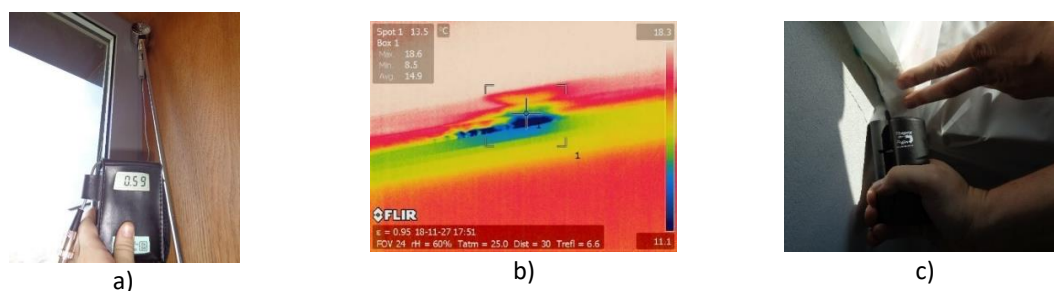 0.59
a)
Spot 1 13.5 °C
Box 1
Max. 18.6
Min. 8.5
Avg. 14.9
18.3
1
FLIR
ε = 0.95 18-11-27 17:51
FOV 24 rH = 60% Tatm = 25.0 Dist = 30 Trefl = 6.6
11.1
b)
c)